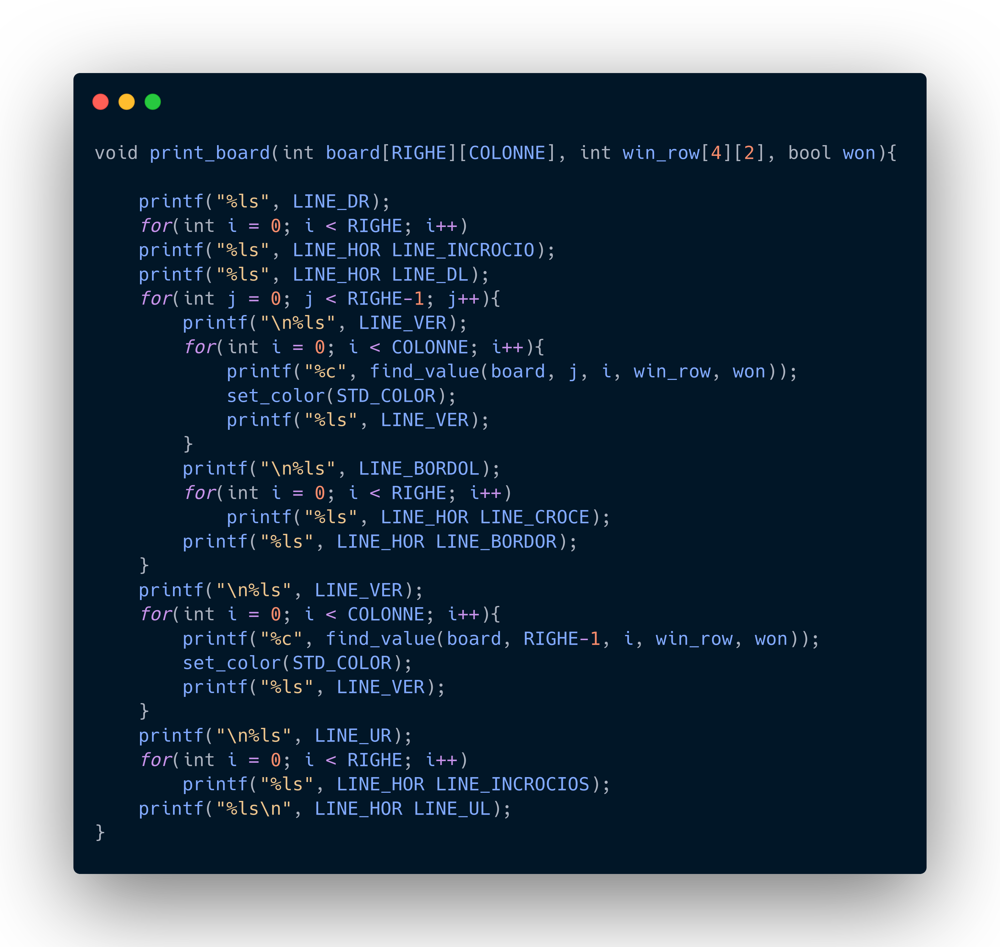 void print_board(int board[RIGHE][COLONNE], int win_row[4][2], bool won){

    printf("%ls", LINE_DR);
    for(int i = 0; i < RIGHE; i++)
    printf("%ls", LINE_HOR LINE_INCROCIO);
    printf("%ls", LINE_HOR LINE_DL);
    for(int j = 0; j < RIGHE-1; j++){
        printf("\n%ls", LINE_VER);
        for(int i = 0; i < COLONNE; i++){
            printf("%c", find_value(board, j, i, win_row, won));
            set_color(STD_COLOR);
            printf("%ls", LINE_VER);
        }
        printf("\n%ls", LINE_BORDOL);
        for(int i = 0; i < RIGHE; i++)
            printf("%ls", LINE_HOR LINE_CROCE);
        printf("%ls", LINE_HOR LINE_BORDOR);
    }
    printf("\n%ls", LINE_VER);
    for(int i = 0; i < COLONNE; i++){
        printf("%c", find_value(board, RIGHE-1, i, win_row, won));
        set_color(STD_COLOR);
        printf("%ls", LINE_VER);
    }
    printf("\n%ls", LINE_UR);
    for(int i = 0; i < RIGHE; i++)
        printf("%ls", LINE_HOR LINE_INCROCIOS);
    printf("%ls\n", LINE_HOR LINE_UL);
}